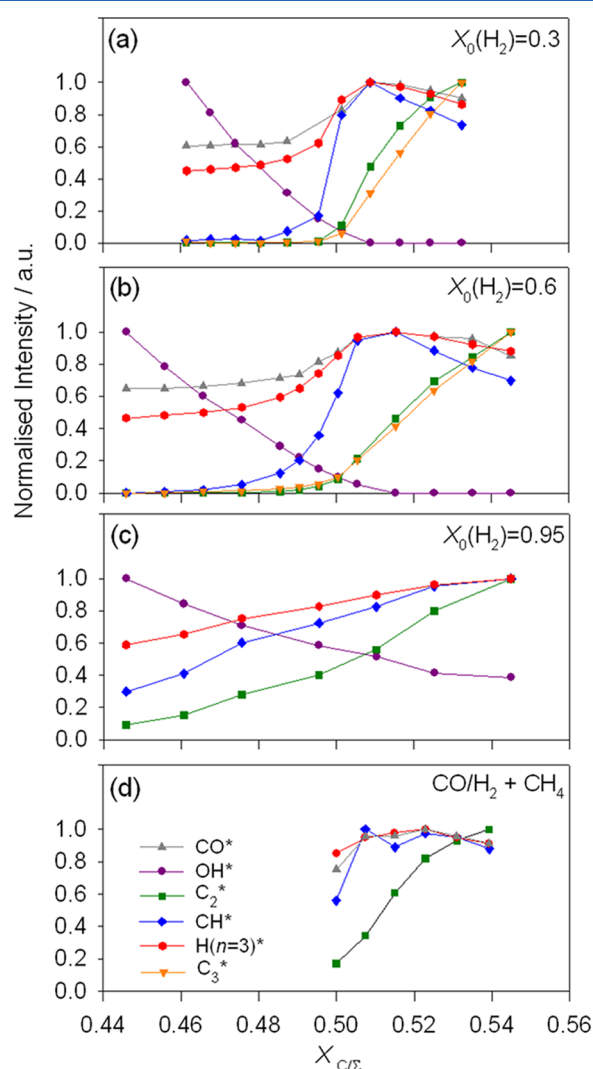 (a) X₀(H₂)=0.3
1.0
0.8
0.6
0.4
0.2
0.0
(b) X₀(H₂)=0.6
1.0
0.8
0.6
0.4
0.2
0.0
Normalised Intensity / a.u.
(c) X₀(H₂)=0.95
1.0
0.8
0.6
0.4
0.2
0.0
(d) CO/H₂ + CH₄
1.0
0.8
0.6
0.4
0.2
0.0
CO*
OH*
C₂*
CH*
H(n=3)*
C₃*
0.44 0.46 0.48 0.50 0.52 0.54 0.56
X C/Σ